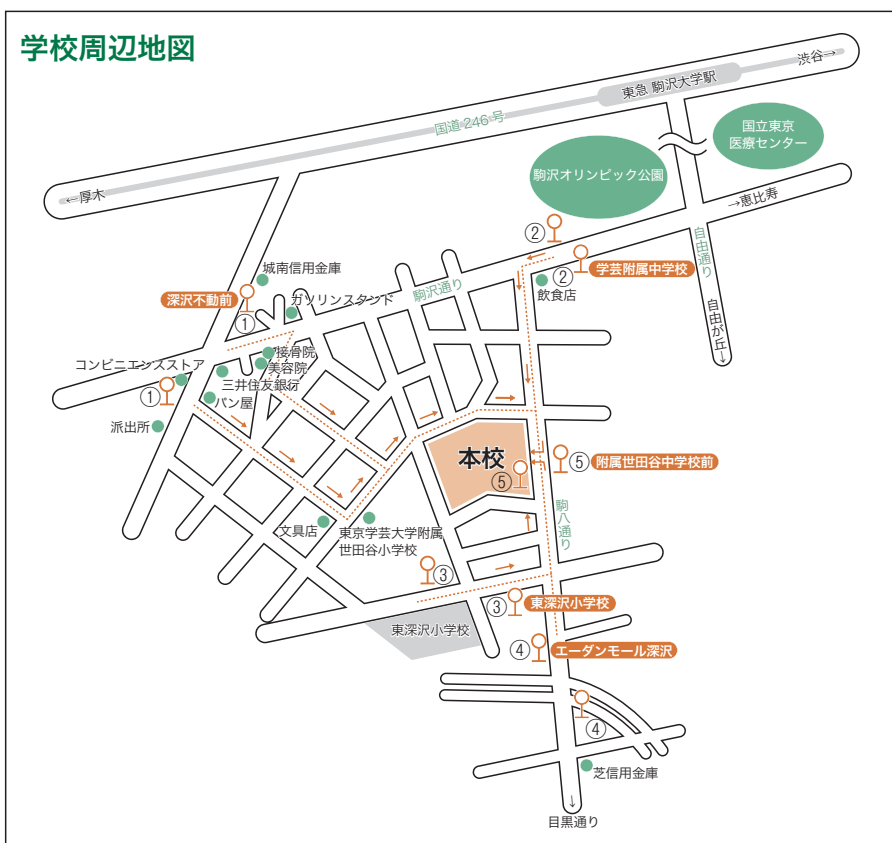 学校周辺地図
渋谷→
東急 駒沢大学駅
国道246号
国立東京
医療センター
駒沢オリンピック公園
←厚木
→恵比寿
②
自由通り
城南信用金庫
②
学芸附属中学校
深沢不動前
①
ガソリンスタンド
駒沢通り
飲食店
自由が丘↓
接骨院
コンビニエンスストア
美容院
三井住友銀行
①
パン屋
派出所
本校
⑤
⑤
附属世田谷中学校前
駒八通り
文具店
東京学芸大学附属
世田谷小学校
③
③
東深沢小学校
東深沢小学校
④
エーダンモール深沢
④
芝信用金庫
↓
目黒通り